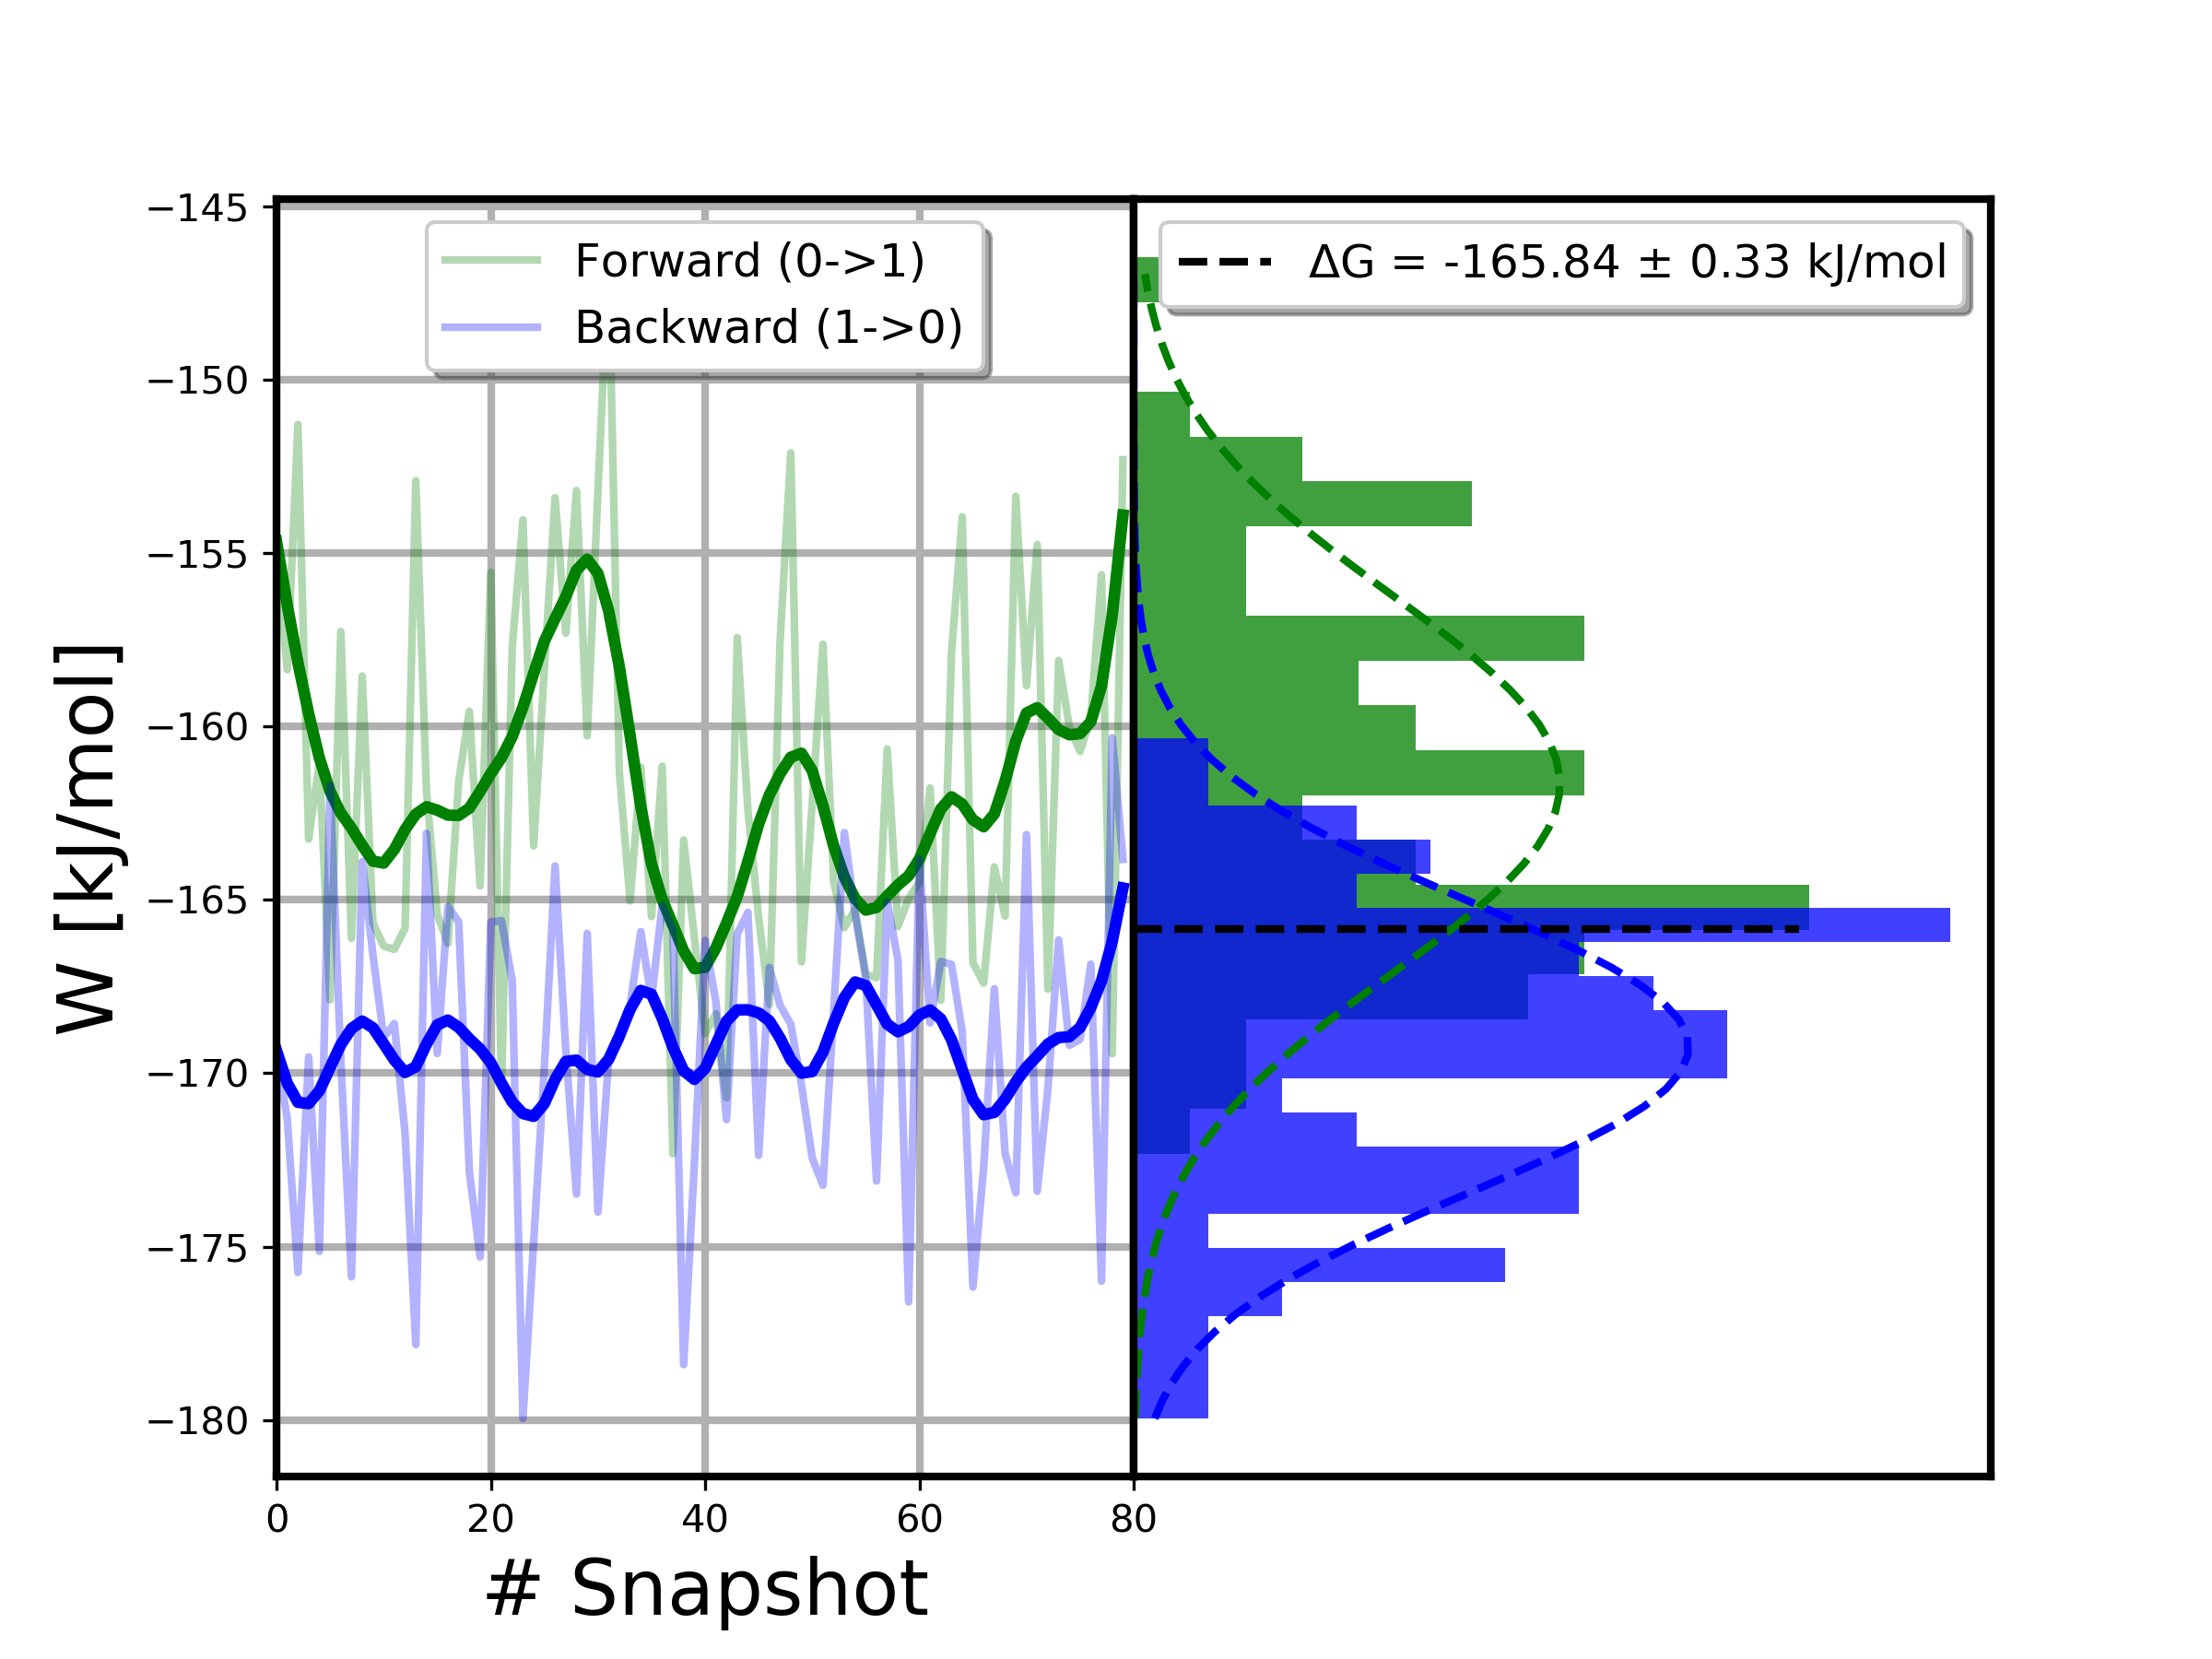 Forward (0->1)
Backward (1->0)
ΔG = -165.84 ± 0.33 kJ/mol
−145
−150
−155
−160
−165
−170
−175
−180
W [kJ/mol]
0 20 40 60 80
# Snapshot